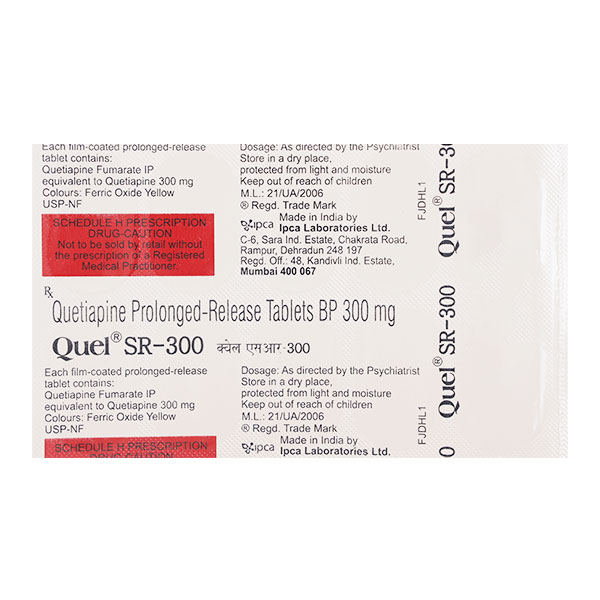 Each film-coated prolonged-release
tablet contains:
Quetiapine Fumarate IP
equivalent to Quetiapine 300 mg
Colours: Ferric Oxide Yellow
USP-NF
SCHEDULE H PRESCRIPTION
DRUG-CAUTION
Not to be sold by retail without
the prescription of a Registered
Medical Practitioner.
Dosage: As directed by the Psychiatrist
Store in a dry place,
protected from light and moisture
Keep out of reach of children
M.L.: 21/UA/2006
® Regd. Trade Mark
ipca
Made in India by
Ipca Laboratories Ltd.
C-6, Sara Ind. Estate, Chakrata Road,
Rampur, Dehradun 248 197
Regd. Off.: 48, Kandivli Ind. Estate,
Mumbai 400 067
FJDHL1
Quel® SR-30
Rx
Quetiapine Prolonged-Release Tablets BP 300 mg
Quel® SR-300 क्वेल एसआर-300
Each film-coated prolonged-release
tablet contains:
Quetiapine Fumarate IP
equivalent to Quetiapine 300 mg
Colours: Ferric Oxide Yellow
USP-NF
SCHEDULE H PRESCRIPTION
DRUG-CAUTION
Dosage: As directed by the Psychiatrist
Store in a dry place,
protected from light and moisture
Keep out of reach of children
M.L.: 21/UA/2006
® Regd. Trade Mark
ipca
Made in India by
Ipca Laboratories Ltd.
FJDHL1
Quel® SR-300
0